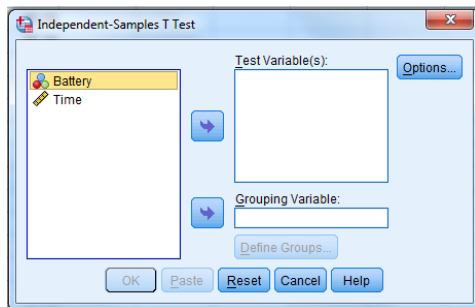 Independent-Samples T Test
Battery
Time
Test Variable(s):
Options...
Grouping Variable:
Define Groups...
OK Paste Reset Cancel Help